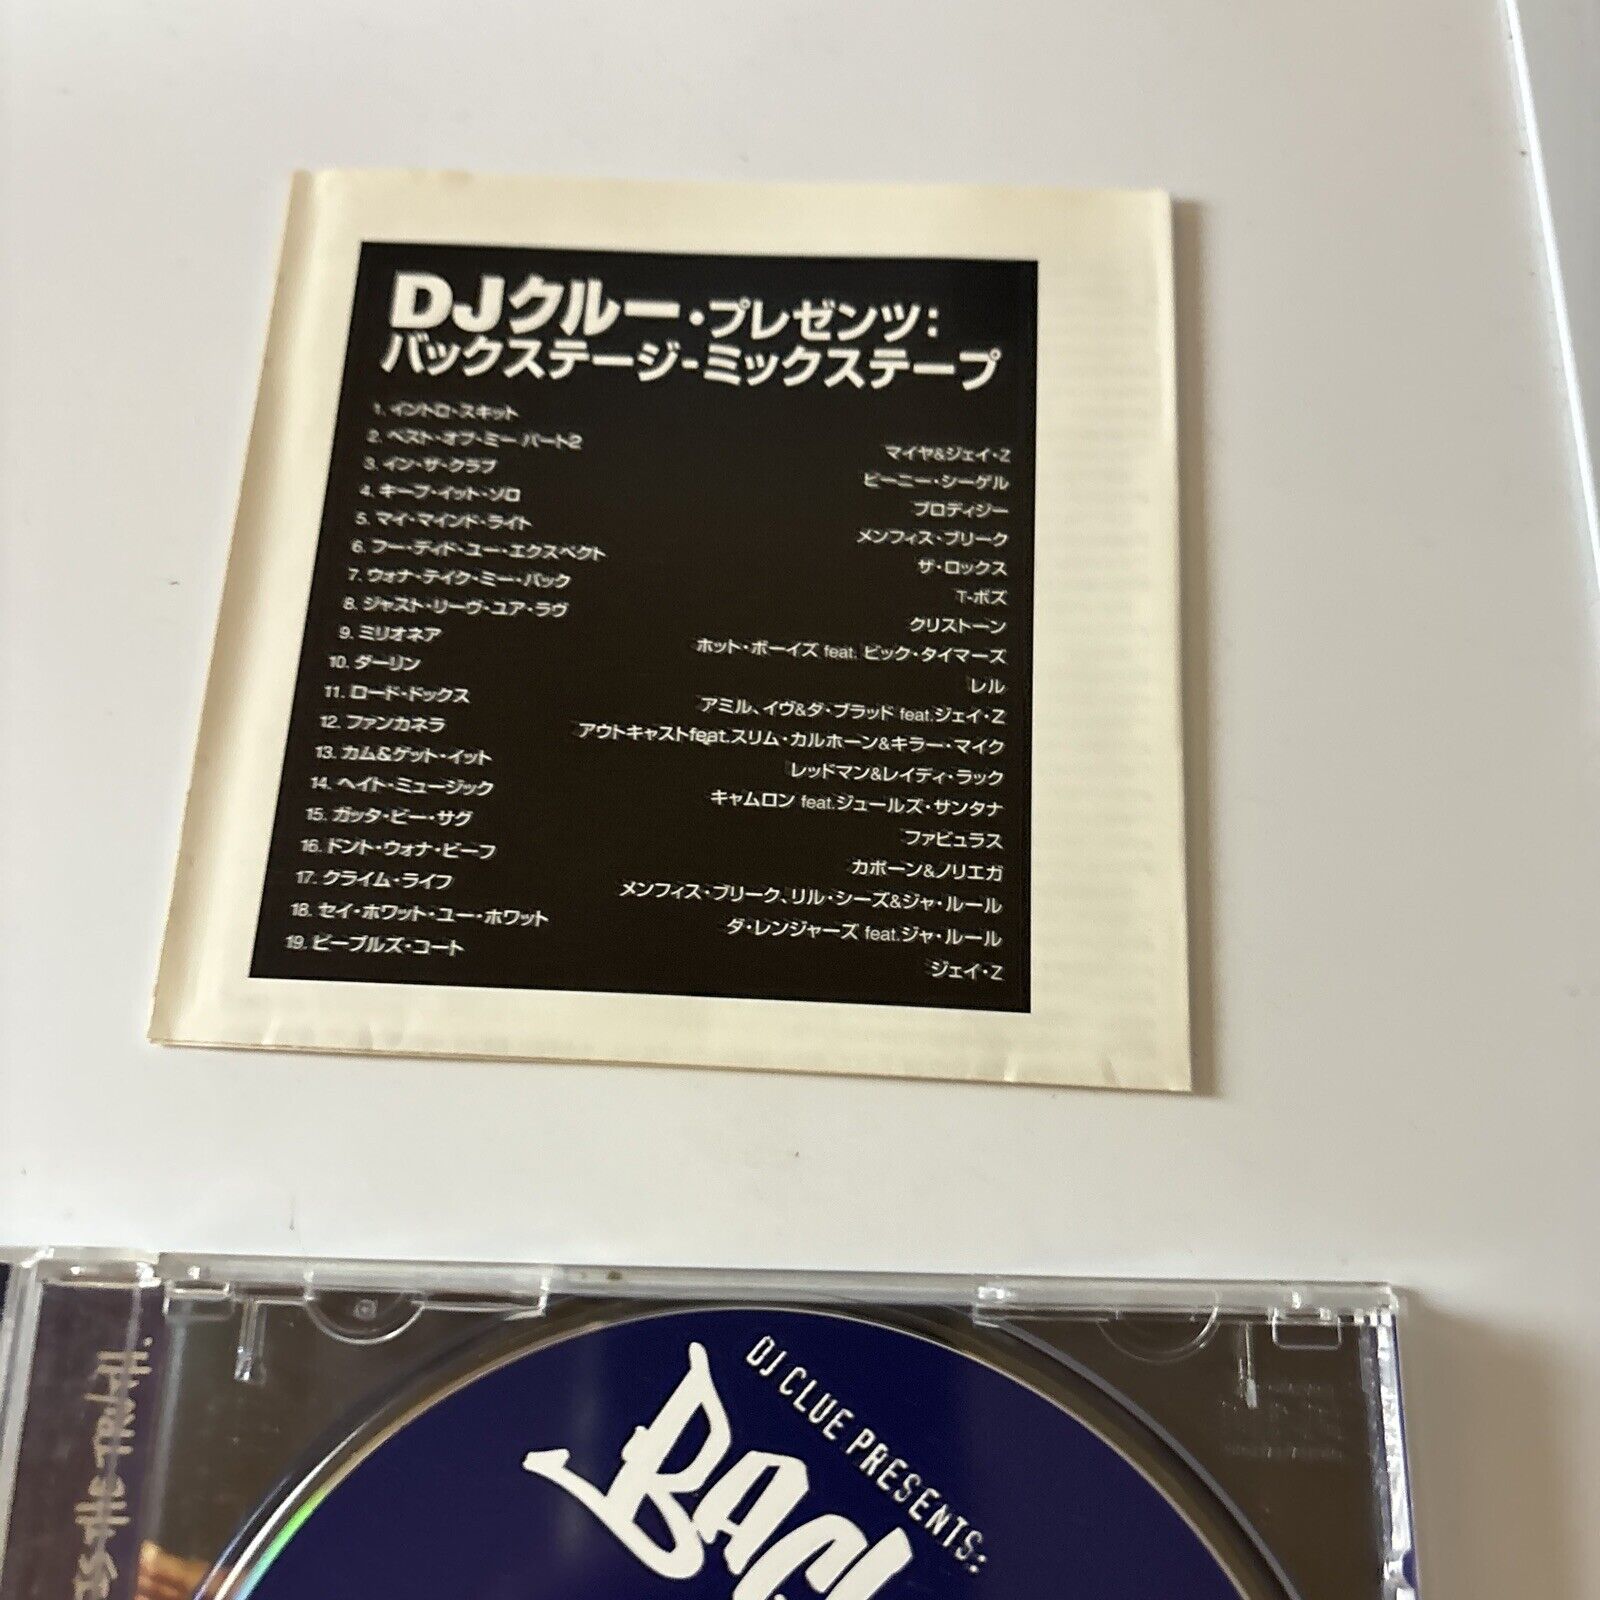 DJクルー・プレゼンツ:
バックステージ-ミックステープ
1. イントロ・スキット
2. ベスト・オブ・ミー パート2 マイヤ&ジェイ・Z
3. イン・ザ・クラブ ビーニー・シーゲル
4. キープ・イット・ソロ プロディジー
5. マイ・マインド・ライト メンフィス・ブリーク
6. フー・ディド・ユー・エクスペクト ザ・ロックス
7. ウォナ・テイク・ミー・バック T-ボズ
8. ジャスト・リーヴ・ユア・ラヴ クリストーン
9. ミリオネア ホット・ボーイズ feat. ビック・タイマーズ
10. ダーリン レル
11. ロード・ドックス アミル、イヴ&ダ・ブラッド feat.ジェイ・Z
12. ファンカネラ アウトキャストfeat.スリム・カルホーン&キラー・マイク
13. カム&ゲット・イット レッドマン&レイディ・ラック
14. ヘイト・ミュージック キャムロン feat.ジュールズ・サンタナ
15. ガッタ・ビー・サグ ファビュラス
16. ドント・ウォナ・ビーフ カポーン&ノリエガ
17. クライム・ライフ メンフィス・ブリーク、リル・シーズ&ジャ・ルール
18. セイ・ホワット・ユー・ホワット ダ・レンジャーズ feat.ジャ・ルール
19. ピープルズ・コート ジェイ・Z
DJ CLUE PRESENTS:
THE TRUTH.